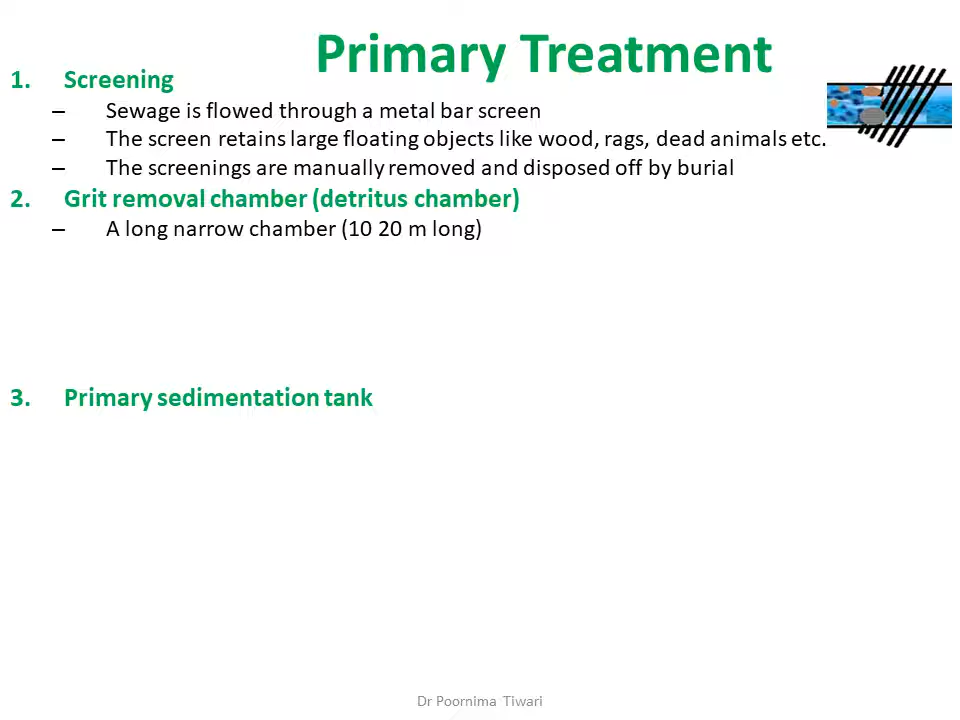 Primary Treatment
1. Screening
– Sewage is flowed through a metal bar screen
– The screen retains large floating objects like wood, rags, dead animals etc.
– The screenings are manually removed and disposed off by burial
2. Grit removal chamber (detritus chamber)
– A long narrow chamber (10 20 m long)
3. Primary sedimentation tank
Dr Poornima Tiwari